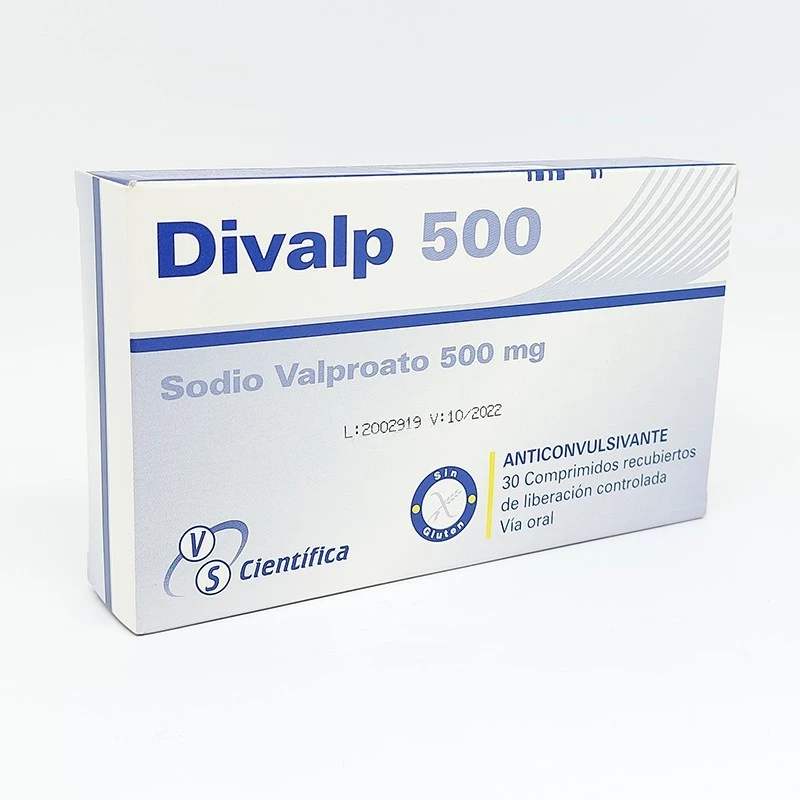 Divalp 500
Sodio Valproato 500 mg
L:2002919 V:10/2022
Sin
Gluten
ANTICONVULSIVANTE
30 Comprimidos recubiertos
de liberación controlada
Vía oral
V
S Científica